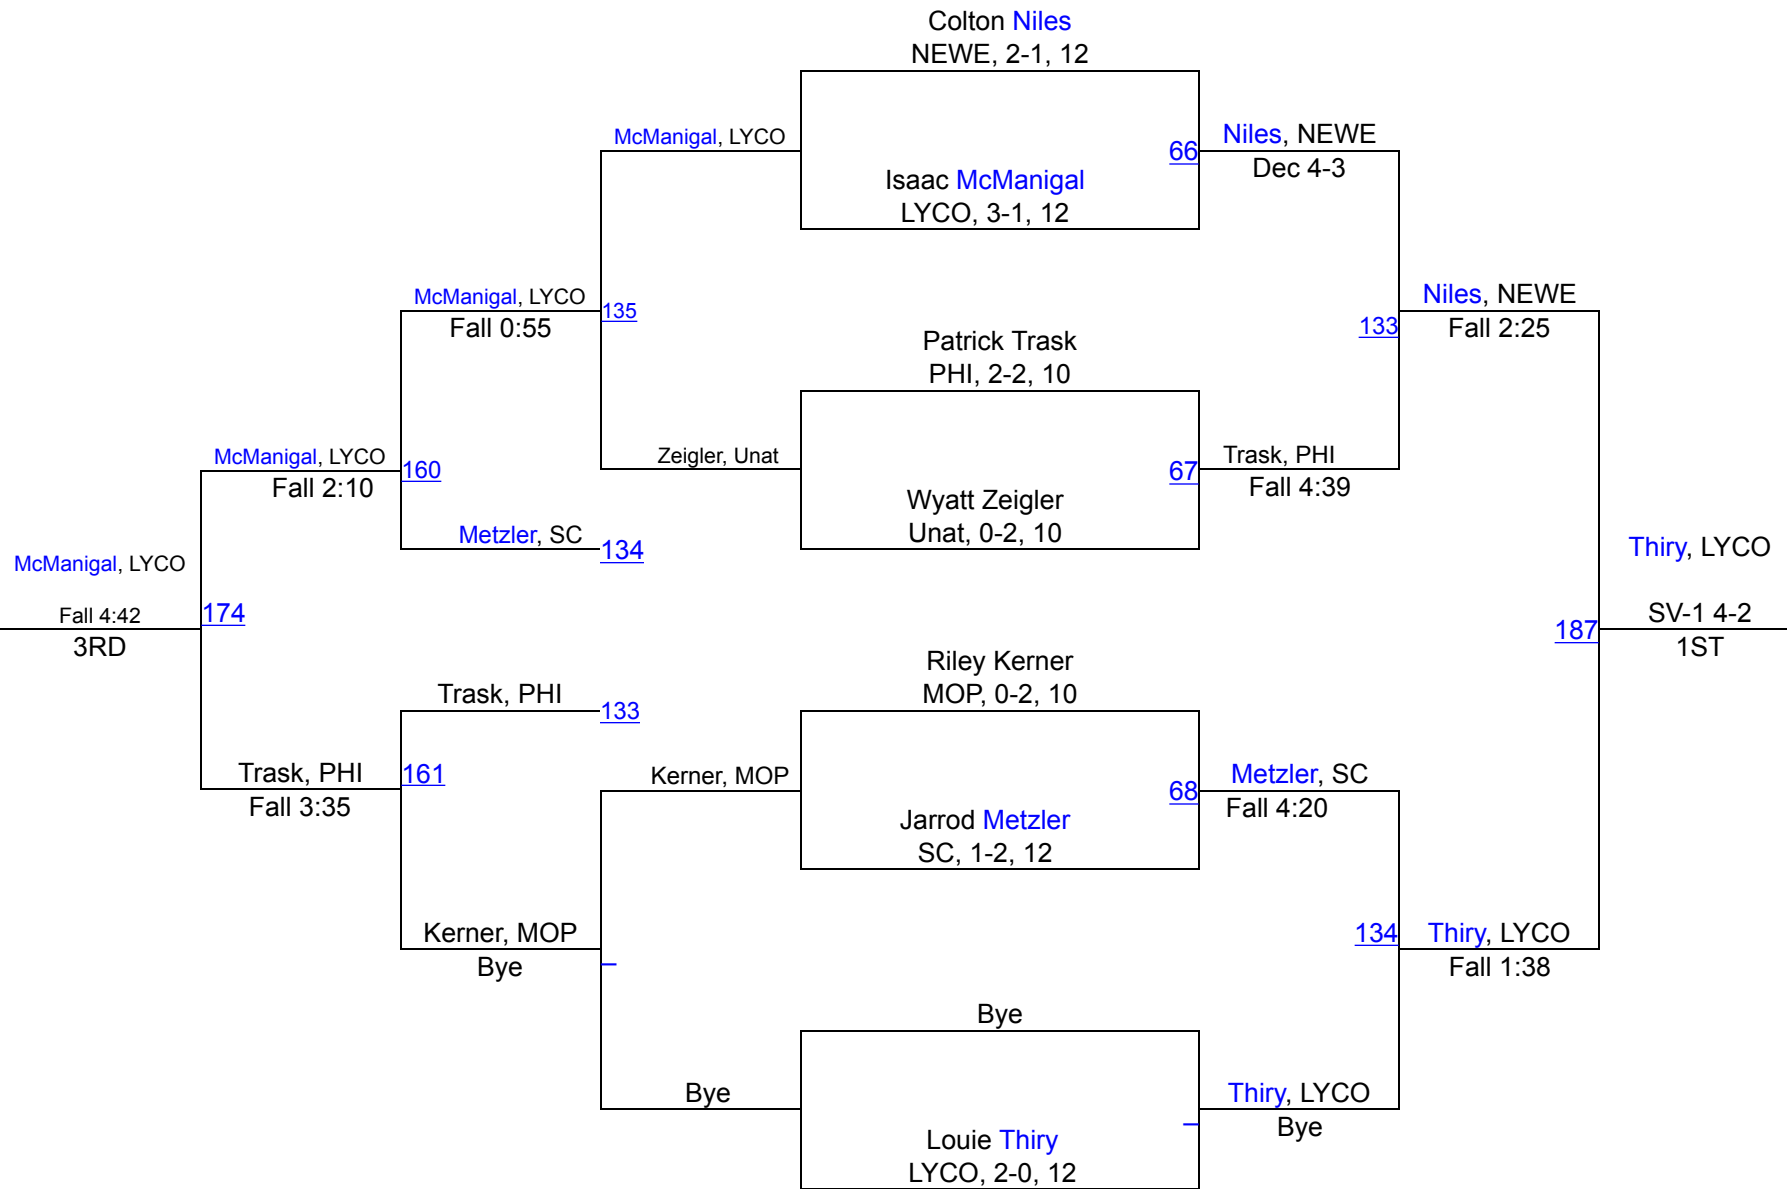 Colton Niles
NEWE, 2-1, 12
McManigal, LYCO
66
Niles, NEWE
Dec 4-3
Isaac McManigal
LYCO, 3-1, 12
McManigal, LYCO
Fall 0:55
135
Niles, NEWE
Fall 2:25
133
Patrick Trask
PHI, 2-2, 10
McManigal, LYCO
Fall 2:10
160
Zeigler, Unat
67
Trask, PHI
Fall 4:39
Wyatt Zeigler
Unat, 0-2, 10
Metzler, SC
134
McManigal, LYCO
Fall 4:42
3RD
174
Thiry, LYCO
SV-1 4-2
1ST
187
Riley Kerner
MOP, 0-2, 10
Trask, PHI
133
Trask, PHI
Fall 3:35
161
Kerner, MOP
68
Metzler, SC
Fall 4:20
Jarrod Metzler
SC, 1-2, 12
Kerner, MOP
Bye
134
Thiry, LYCO
Fall 1:38
Bye
Bye
Thiry, LYCO
Bye
Louie Thiry
LYCO, 2-0, 12